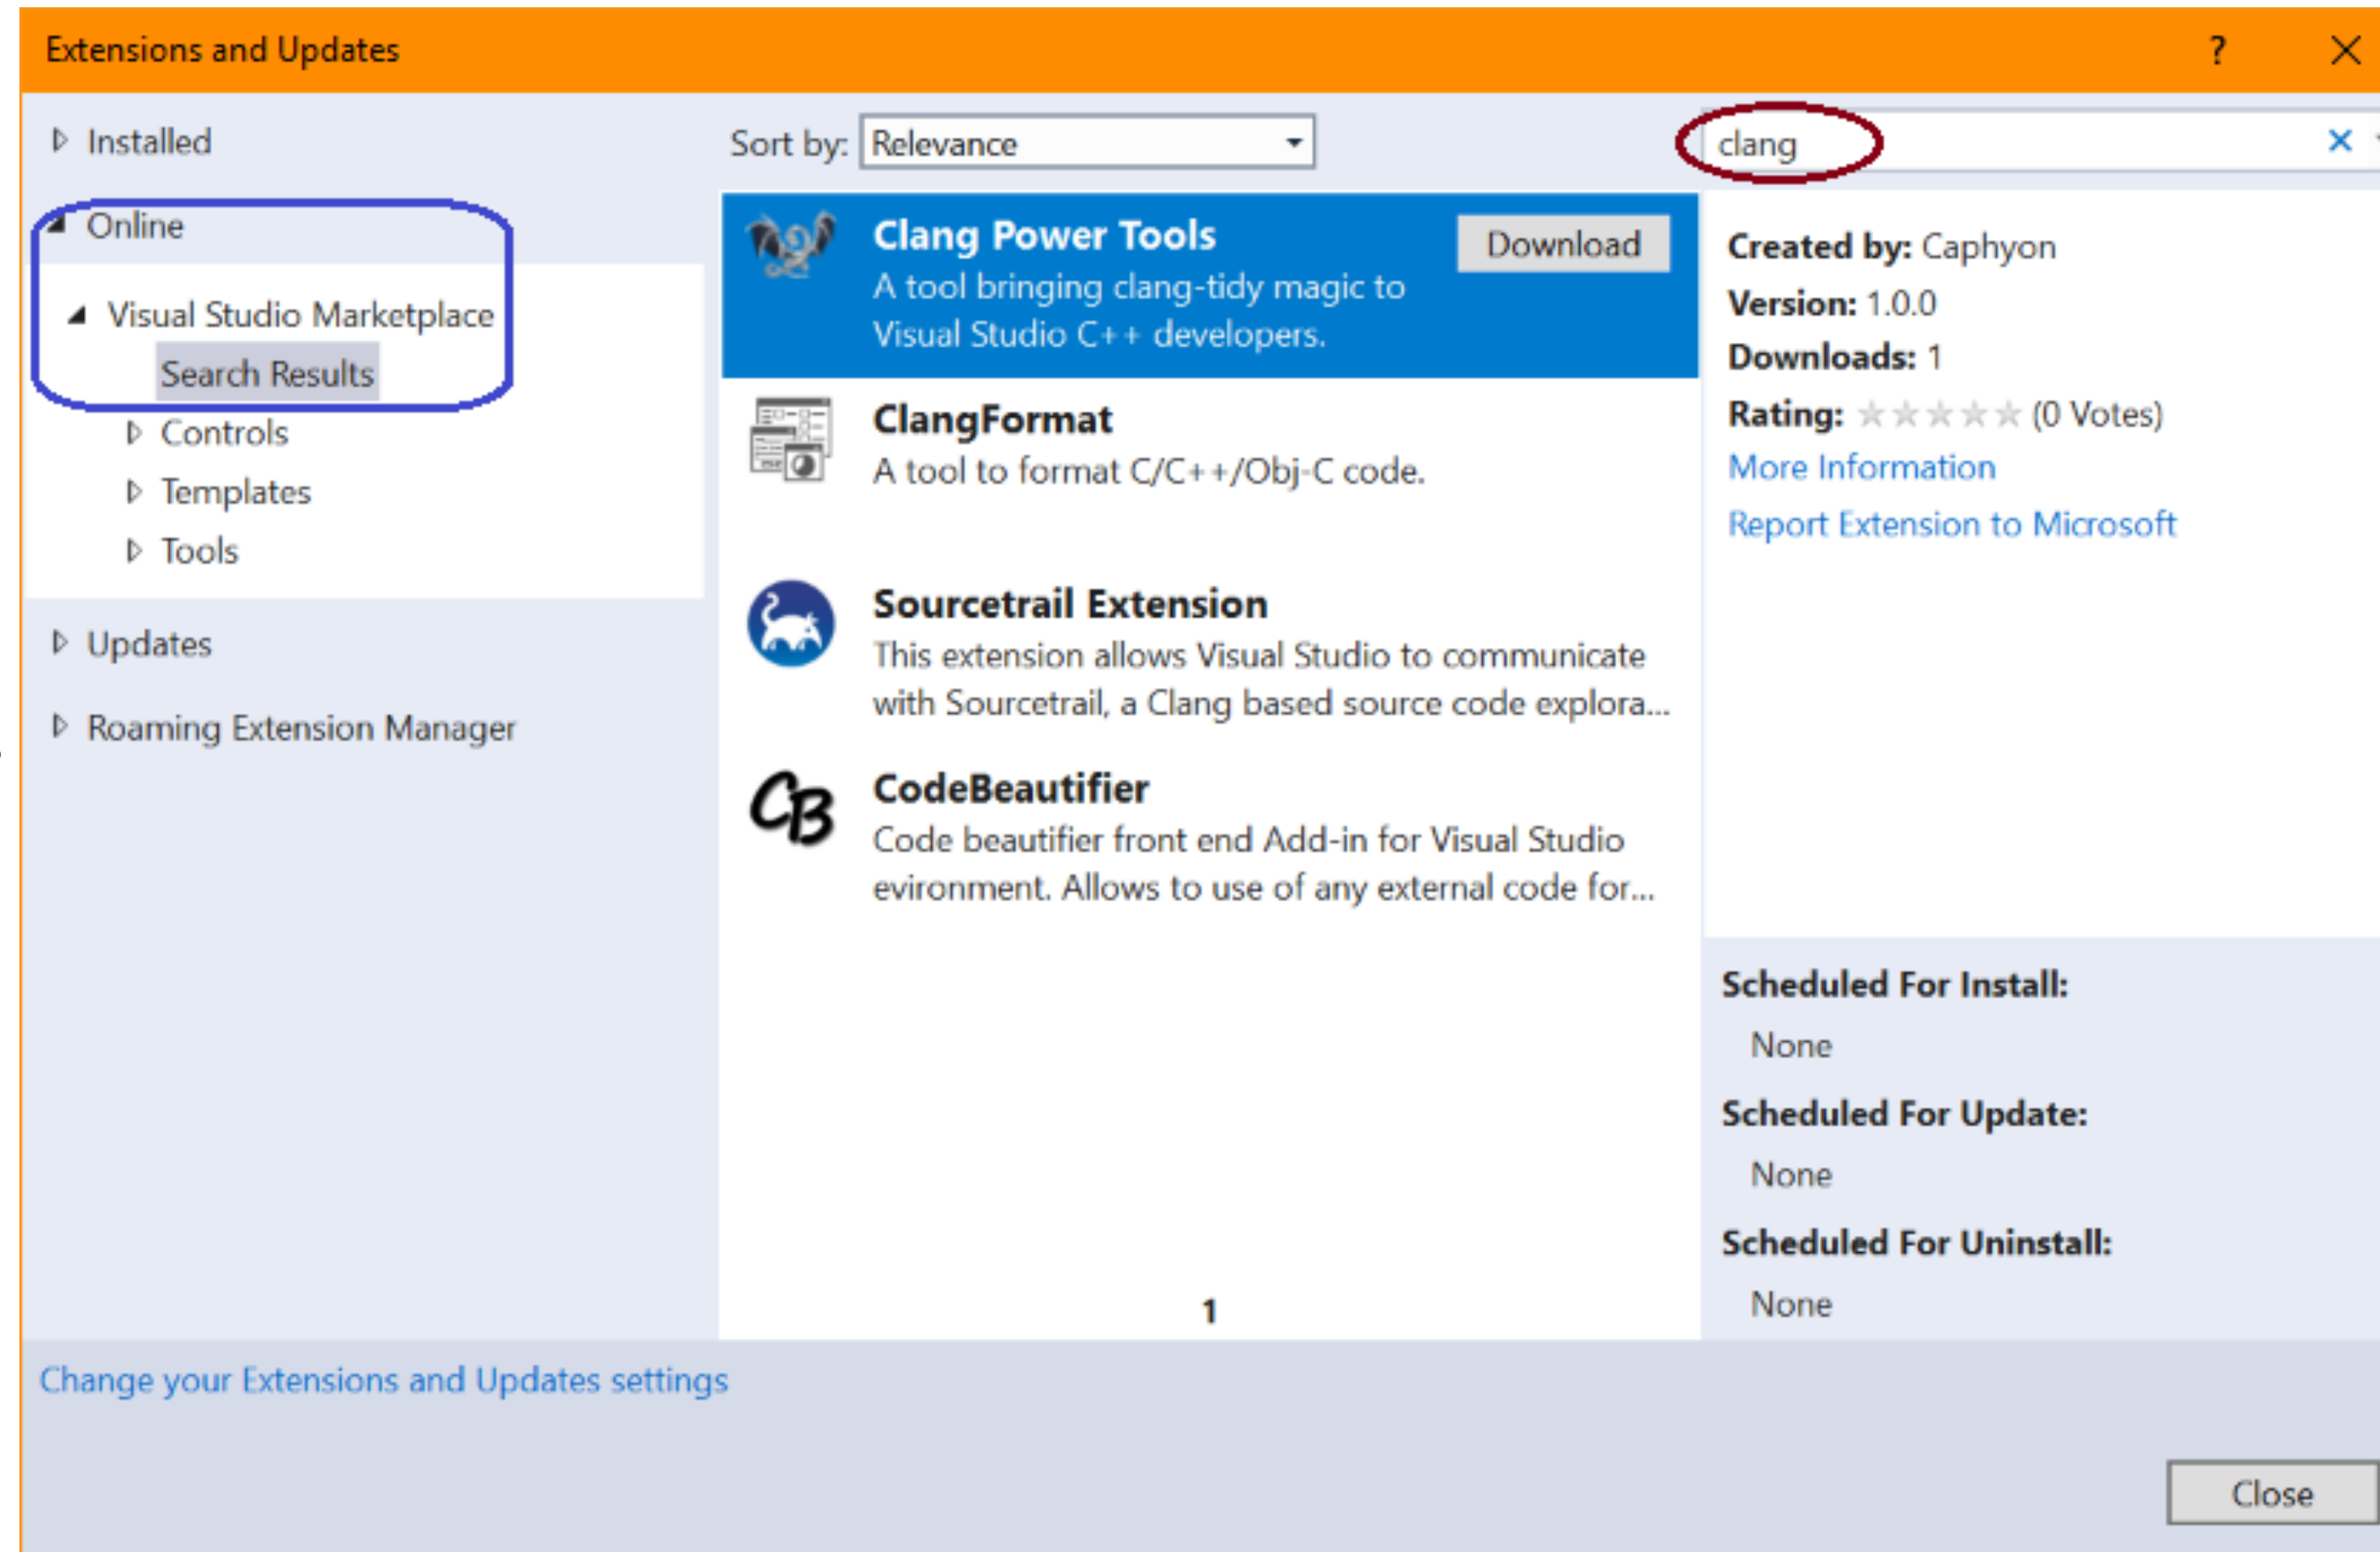 Extensions and Updates
?
Installed
Online
Visual Studio Marketplace
Search Results
Controls
Templates
Tools
Updates
Roaming Extension Manager
Sort by: Relevance
clang
Clang Power Tools
Download
A tool bringing clang-tidy magic to
Visual Studio C++ developers.
ClangFormat
A tool to format C/C++/Obj-C code.
Sourcetrail Extension
This extension allows Visual Studio to communicate
with Sourcetrail, a Clang based source code explora...
CB
CodeBeautifier
Code beautifier front end Add-in for Visual Studio
evironment. Allows to use of any external code for...
1
Created by: Caphyon
Version: 1.0.0
Downloads: 1
Rating: (0 Votes)
More Information
Report Extension to Microsoft
Scheduled For Install:
None
Scheduled For Update:
None
Scheduled For Uninstall:
None
Change your Extensions and Updates settings
Close